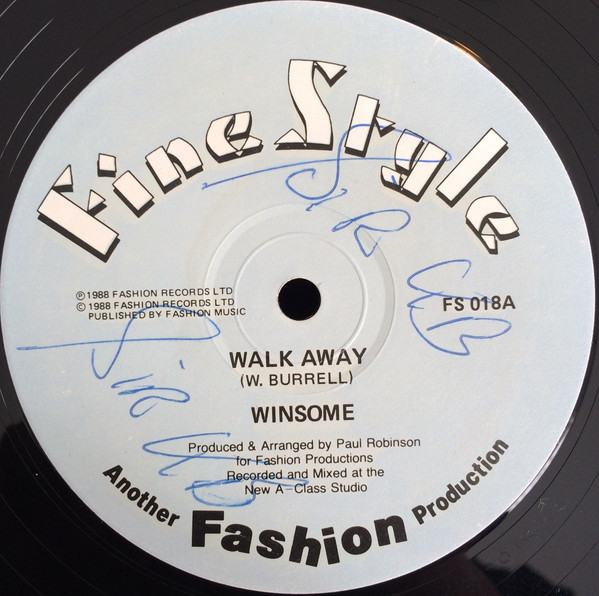 Fine Style
SIR UB
℗ 1988 FASHION RECORDS LTD
© 1988 FASHION RECORDS LTD
PUBLISHED BY FASHION MUSIC
FS 018A
WALK AWAY
(W. BURRELL)
WINSOME
Produced & Arranged by Paul Robinson
for Fashion Productions
Recorded and Mixed at the
New A-Class Studio
Another Fashion Production